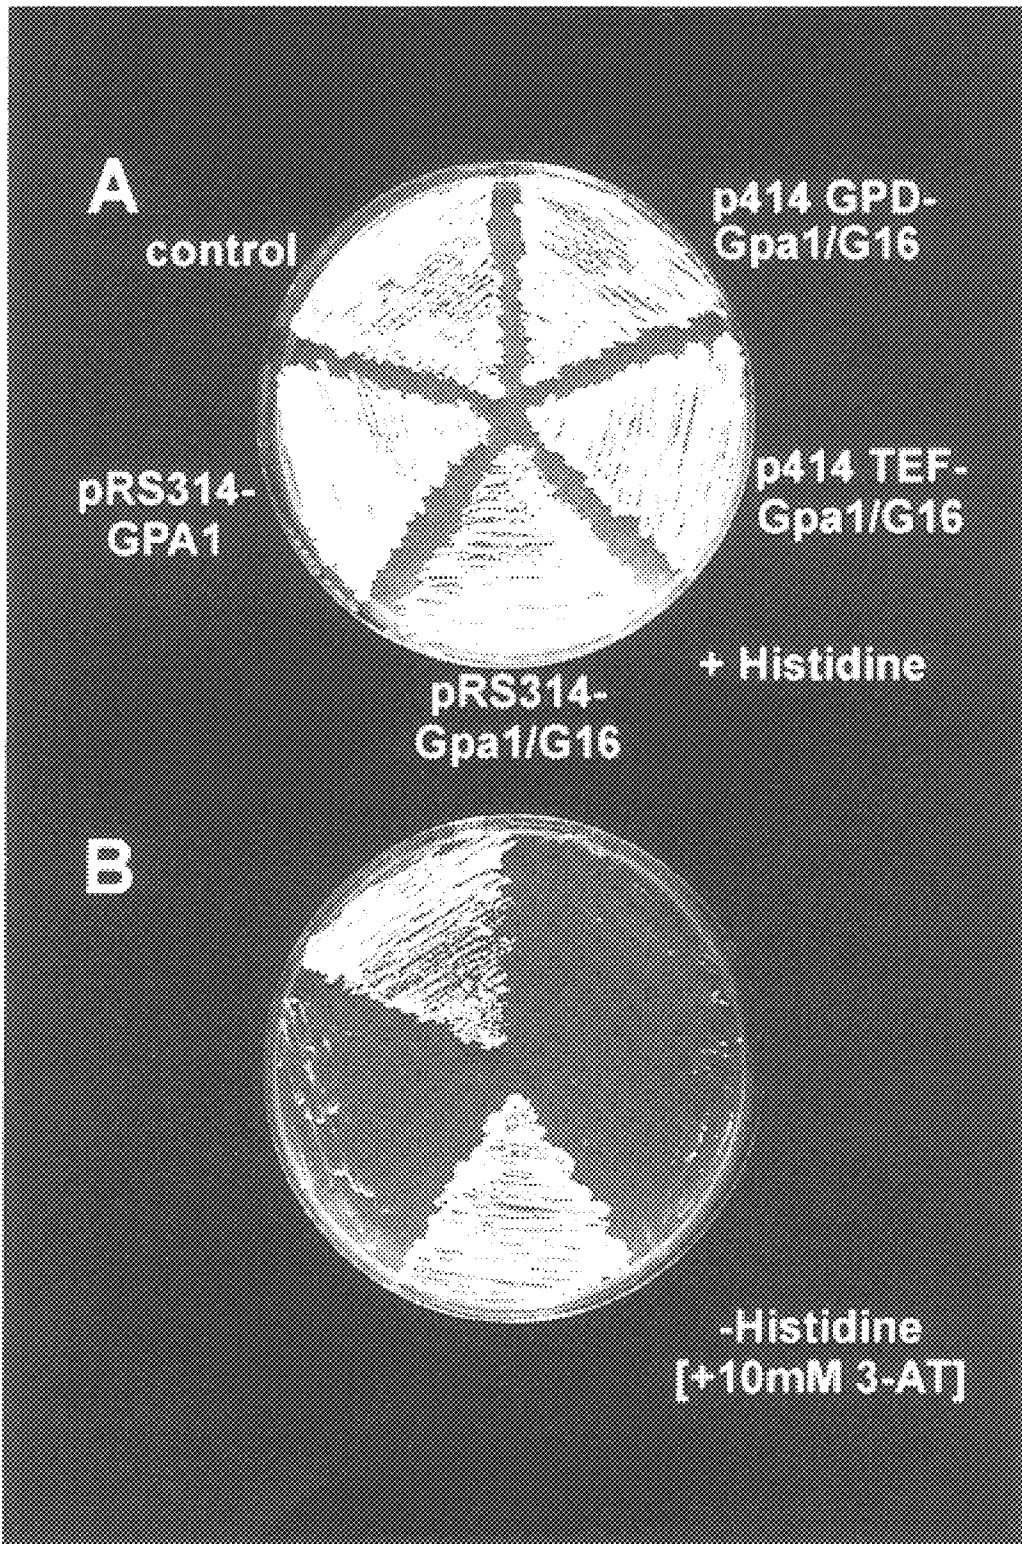 A
control
p414 GPD-
Gpa1/G16
pRS314-
GPA1
p414 TEF-
Gpa1/G16
pRS314-
Gpa1/G16
+ Histidine
B
-Histidine
[+10mM 3-AT]